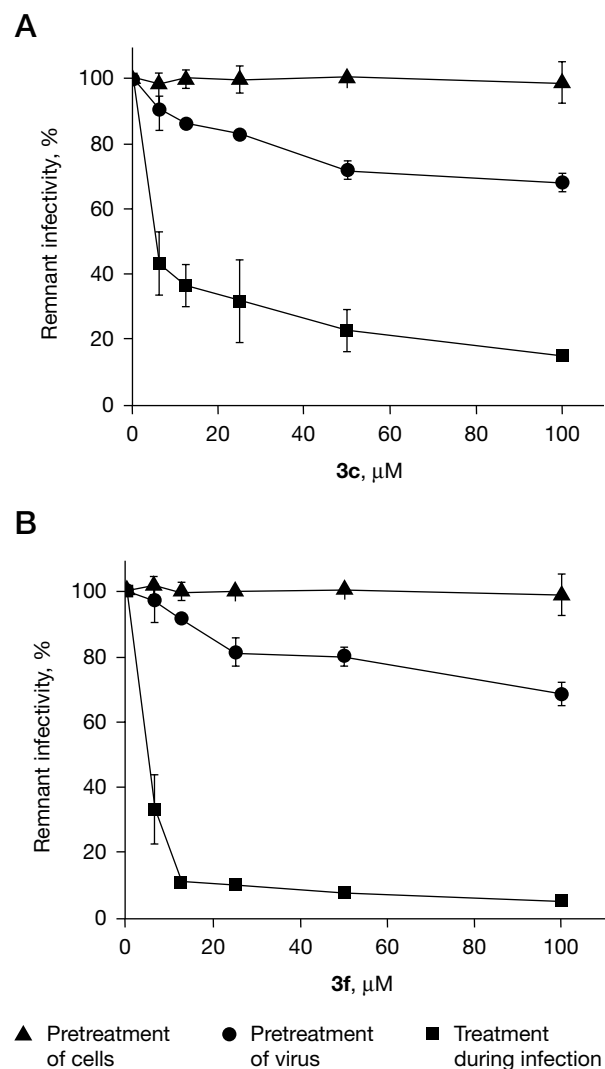 A
Remnant infectivity, %
100
80
60
40
20
0
0 20 40 60 80 100
3c, μM
B
Remnant infectivity, %
100
80
60
40
20
0
0 20 40 60 80 100
3f, μM
Pretreatment of cells
Pretreatment of virus
Treatment during infection